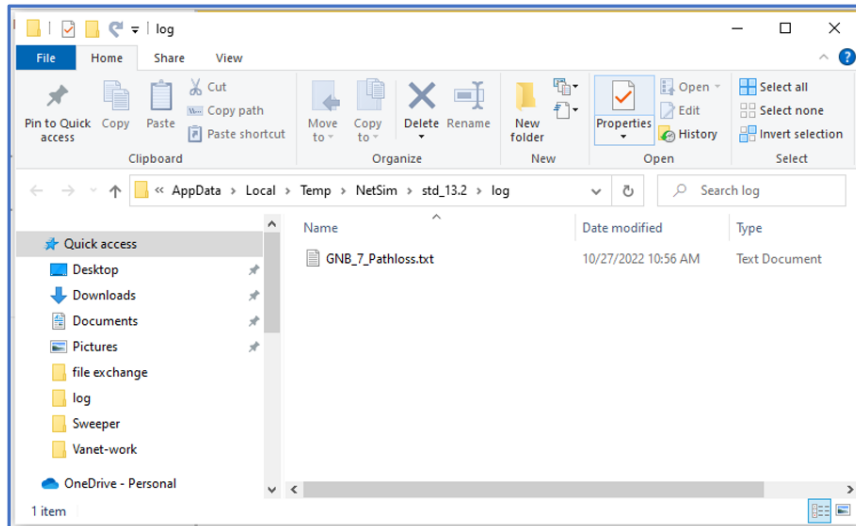 log
File Home Share View
Pin to Quick access
Copy
Paste
Cut
Copy path
Paste shortcut
Clipboard
Move to
Copy to
Delete
Rename
Organize
New folder
New
Properties
Open
Edit
History
Open
Select all
Select none
Invert selection
Select
« AppData > Local > Temp > NetSim > std_13.2 > log
Search log
Quick access
Desktop
Downloads
Documents
Pictures
file exchange
log
Sweeper
Vanet-work
OneDrive - Personal
Name Date modified Type
GNB_7_Pathloss.txt 10/27/2022 10:56 AM Text Document
1 item